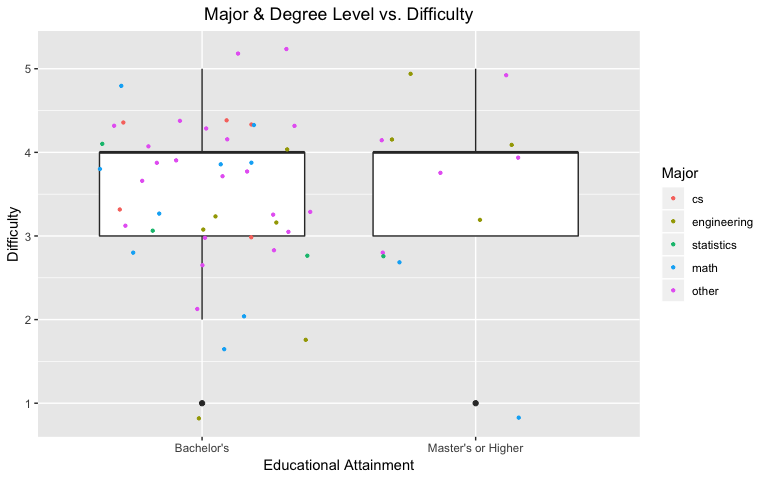 Major & Degree Level vs. Difficulty
Difficulty
5
4
3
2
1
Bachelor's
Master's or Higher
Educational Attainment
Major
cs
engineering
statistics
math
other